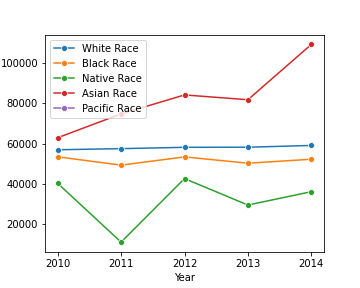 White Race
Black Race
Native Race
Asian Race
Pacific Race
100000
80000
60000
40000
20000
2010 2011 2012 2013 2014
Year